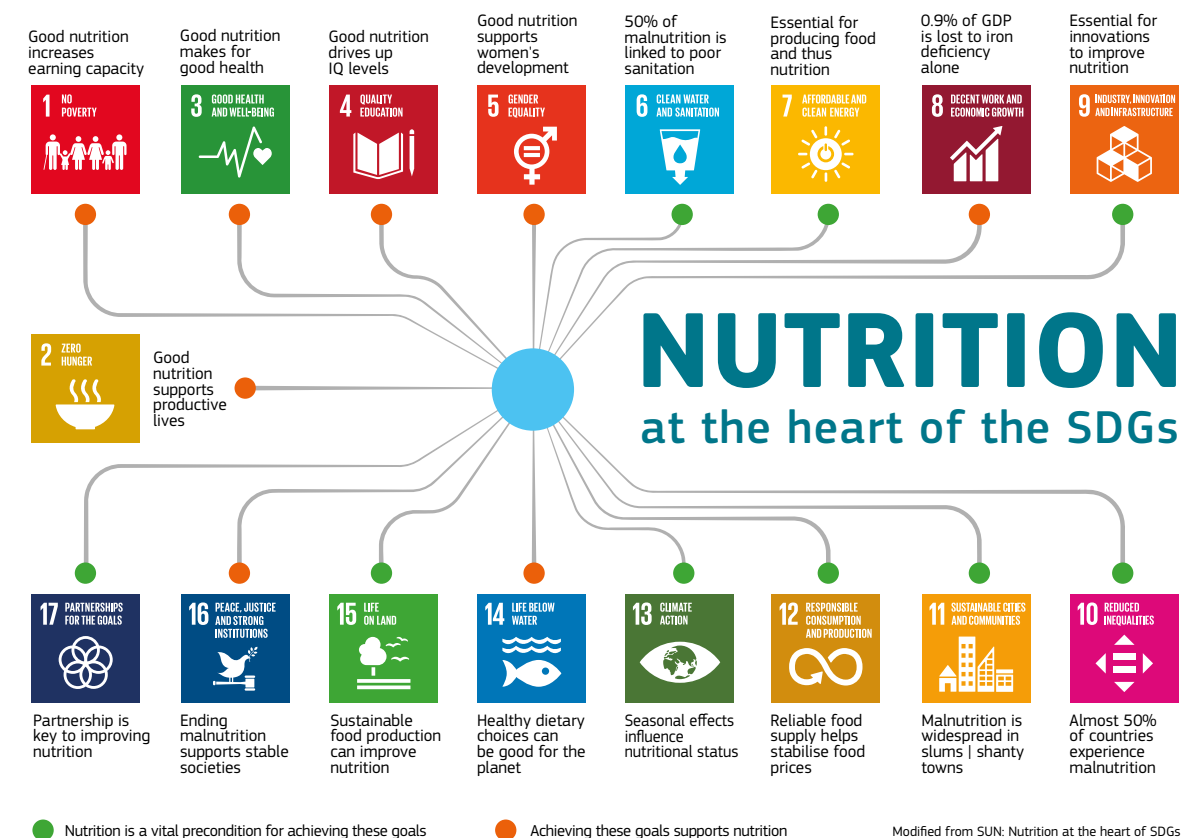 Good nutrition
increases
earning capacity
1 NO
POVERTY
Good nutrition
makes for
good health
3 GOOD HEALTH
AND WELL-BEING
Good nutrition
drives up
IQ levels
4 QUALITY
EDUCATION
Good nutrition
supports
women's
development
5 GENDER
EQUALITY
50% of
malnutrition is
linked to poor
sanitation
6 CLEAN WATER
AND SANITATION
Essential for
producing food
and thus
nutrition
7 AFFORDABLE AND
CLEAN ENERGY
0.9% of GDP
is lost to iron
deficiency
alone
8 DECENT WORK AND
ECONOMIC GROWTH
Essential for
innovations
to improve
nutrition
9 INDUSTRY, INNOVATION
AND INFRASTRUCTURE
2 ZERO
HUNGER
Good
nutrition
supports
productive
lives
NUTRITION
at the heart of the SDGs
17 PARTNERSHIPS
FOR THE GOALS
Partnership is
key to improving
nutrition
16 PEACE, JUSTICE
AND STRONG
INSTITUTIONS
Ending
malnutrition
supports stable
societies
15 LIFE
ON LAND
Sustainable
food production
can improve
nutrition
14 LIFE BELOW
WATER
Healthy dietary
choices can
be good for the
planet
13 CLIMATE
ACTION
Seasonal effects
influence
nutritional status
12 RESPONSIBLE
CONSUMPTION
AND PRODUCTION
Reliable food
supply helps
stabilise food
prices
11 SUSTAINABLE CITIES
AND COMMUNITIES
Malnutrition is
widespread in
slums | shanty
towns
10 REDUCED
INEQUALITIES
Almost 50%
of countries
experience
malnutrition
Nutrition is a vital precondition for achieving these goals
Achieving these goals supports nutrition
Modified from SUN: Nutrition at the heart of SDGs